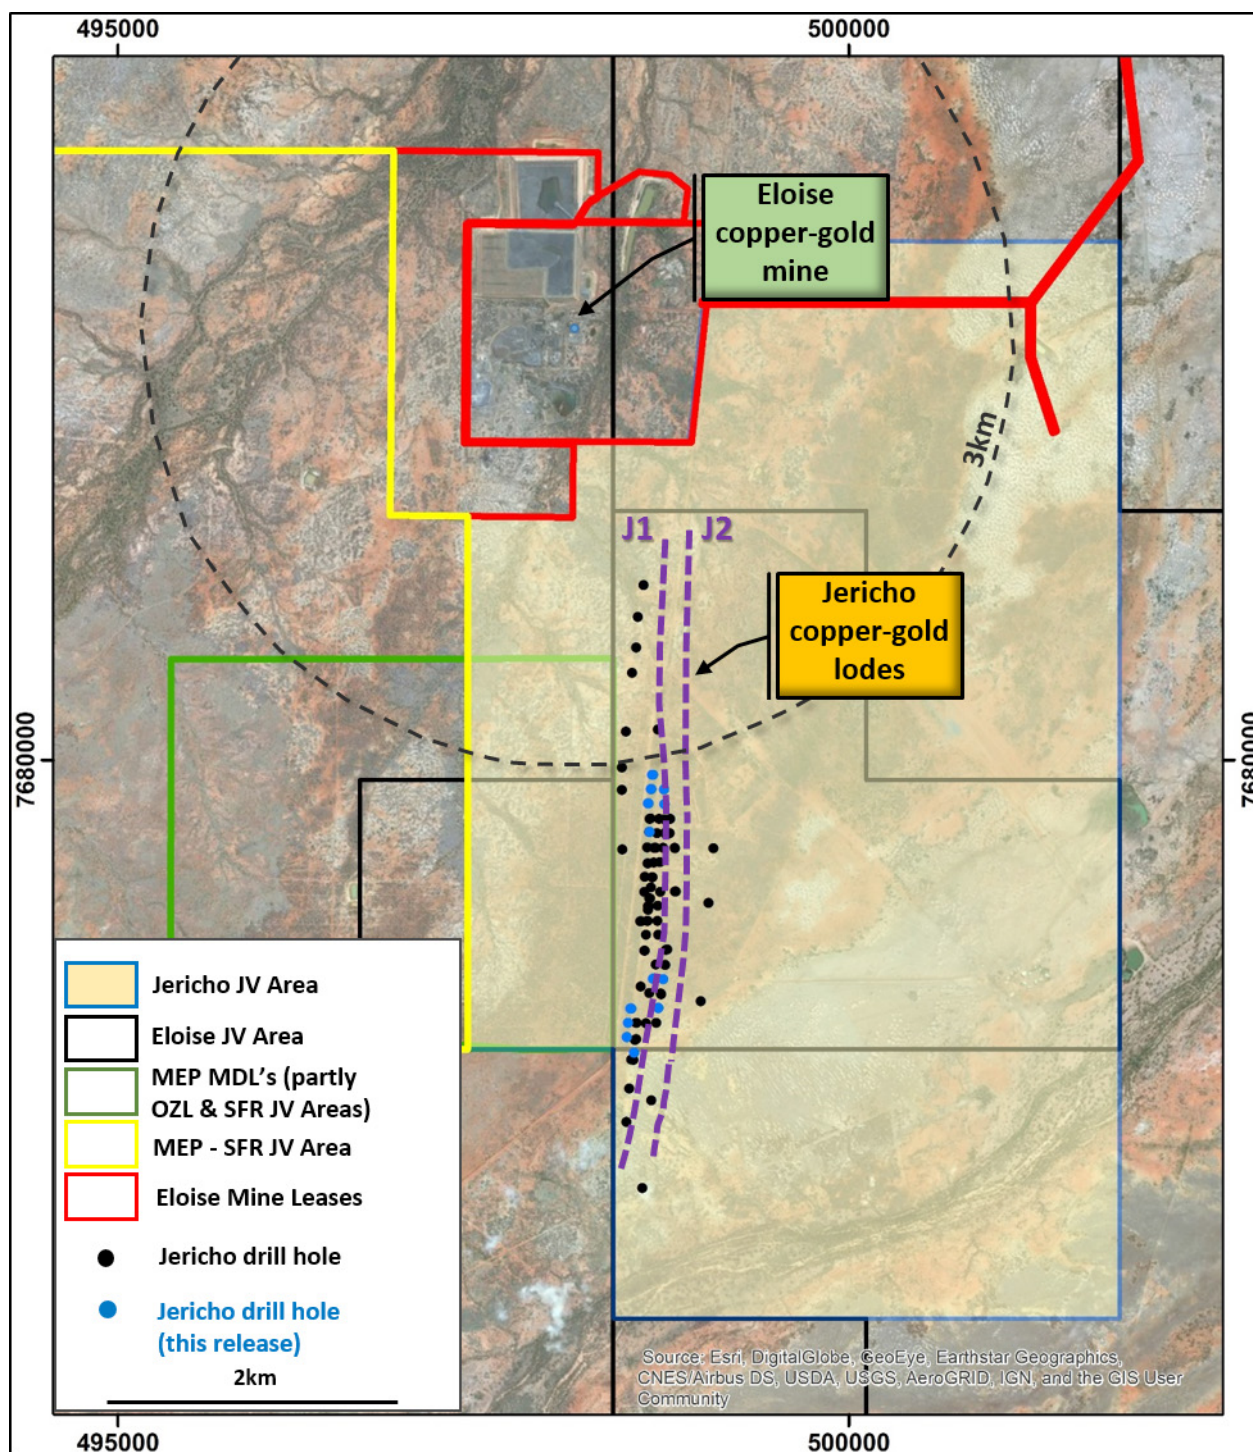 495000
500000
Eloise
copper-gold
mine
3km
J1
J2
Jericho
copper-gold
lodes
7680000
7680000
Jericho JV Area
Eloise JV Area
MEP MDL's (partly
OZL & SFR JV Areas)
MEP - SFR JV Area
Eloise Mine Leases
Jericho drill hole
Jericho drill hole
(this release)
2km
Source: Esri, DigitalGlobe, GeoEye, Earthstar Geographics,
CNES/Airbus DS, USDA, USGS, AeroGRID, IGN, and the GIS User
Community
495000
500000